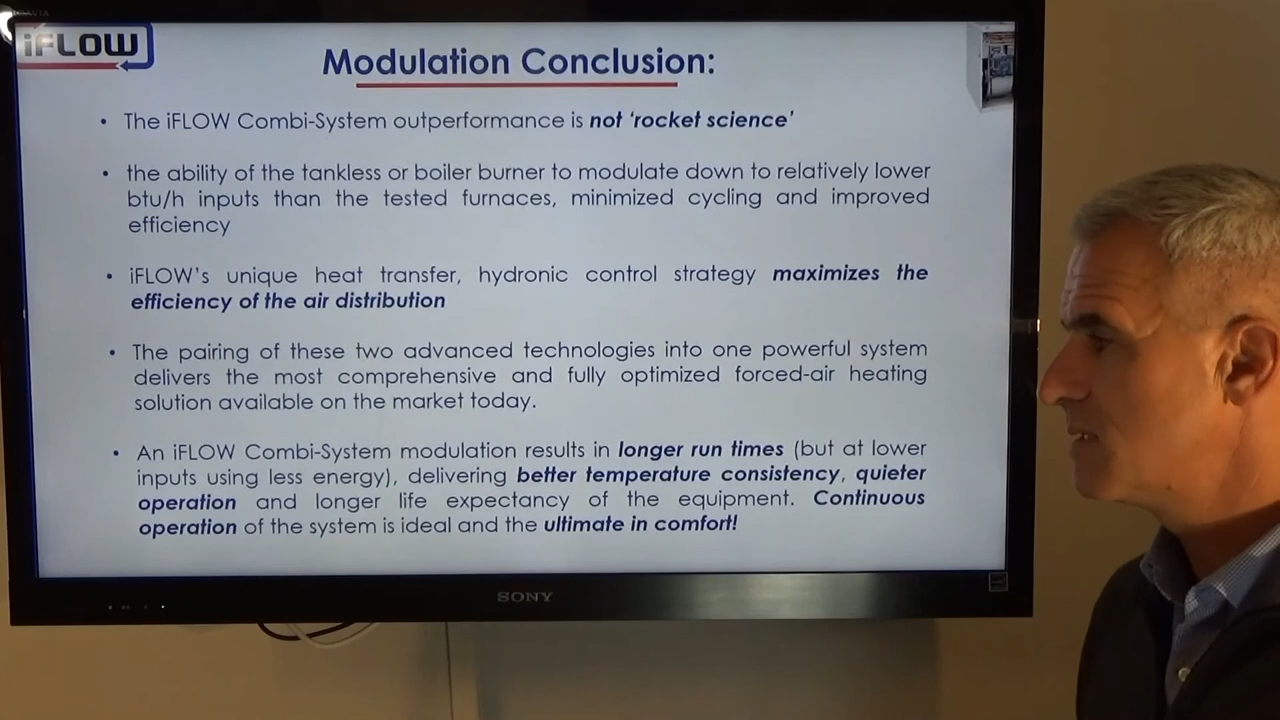 iFLOW
Modulation Conclusion:
• The iFLOW Combi-System outperformance is not ‘rocket science’
• the ability of the tankless or boiler burner to modulate down to relatively lower
btu/h inputs than the tested furnaces, minimized cycling and improved
efficiency
• iFLOW’s unique heat transfer, hydronic control strategy maximizes the
efficiency of the air distribution
• The pairing of these two advanced technologies into one powerful system
delivers the most comprehensive and fully optimized forced-air heating
solution available on the market today.
• An iFLOW Combi-System modulation results in longer run times (but at lower
inputs using less energy), delivering better temperature consistency, quieter
operation and longer life expectancy of the equipment. Continuous
operation of the system is ideal and the ultimate in comfort!
SONY